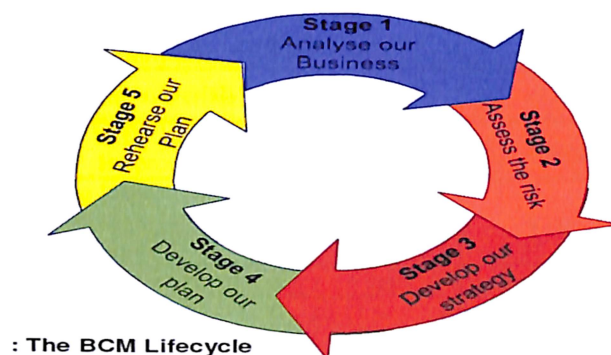 Stage 1
Analyse our
Business
Stage 2
Assess the risk
Stage 3
Develop our
strategy
Stage 4
Develop our
plan
Stage 5
Rehearse our
Plan
: The BCM Lifecycle